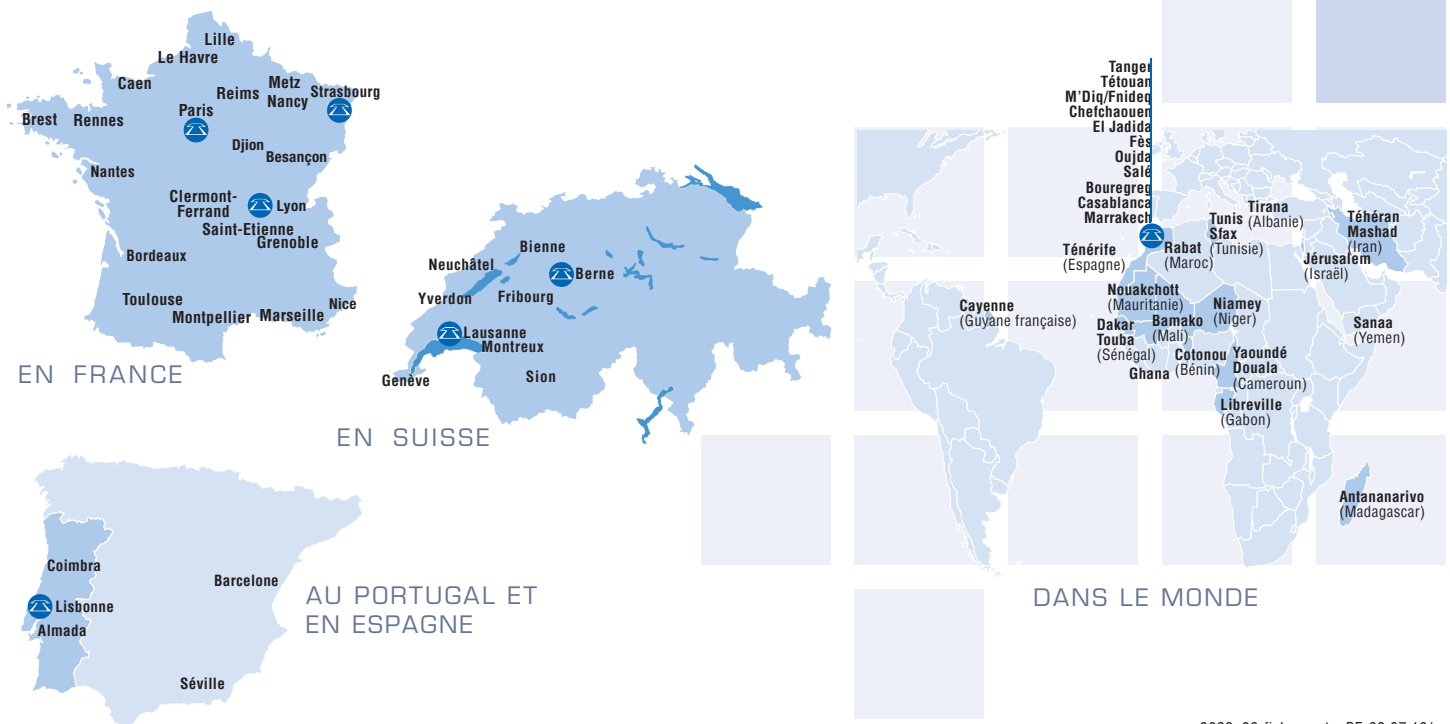 Lille
Le Havre
Caen
Reims
Metz
Nancy
Strasbourg
Paris
Brest
Rennes
Djion
Besançon
Nantes
Clermont-
Ferrand
Lyon
Saint-Etienne
Grenoble
Bordeaux
Toulouse
Montpellier
Marseille
Nice
EN FRANCE
Bienne
Neuchâtel
Berne
Yverdon
Fribourg
Lausanne
Montreux
Genève
Sion
EN SUISSE
Coimbra
Lisbonne
Almada
Barcelone
Séville
AU PORTUGAL ET
EN ESPAGNE
Tanger
Tétouan
M'Diq/Fnideq
Chefchaouen
El Jadida
Fès
Oujda
Salé
Bouregreg
Casablanca
Marrakech
Ténérife
(Espagne)
Rabat
(Maroc)
Tunis
Sfax
(Tunisie)
Tirana
(Albanie)
Téhéran
Mashad
(Iran)
Jérusalem
(Israël)
Cayenne
(Guyane française)
Nouakchott
(Mauritanie)
Dakar
Touba
(Sénégal)
Bamako
(Mali)
Niamey
(Niger)
Sanaa
(Yemen)
Ghana
Cotonou
(Bénin)
Yaoundé
Douala
(Cameroun)
Libreville
(Gabon)
Antananarivo
(Madagascar)
DANS LE MONDE